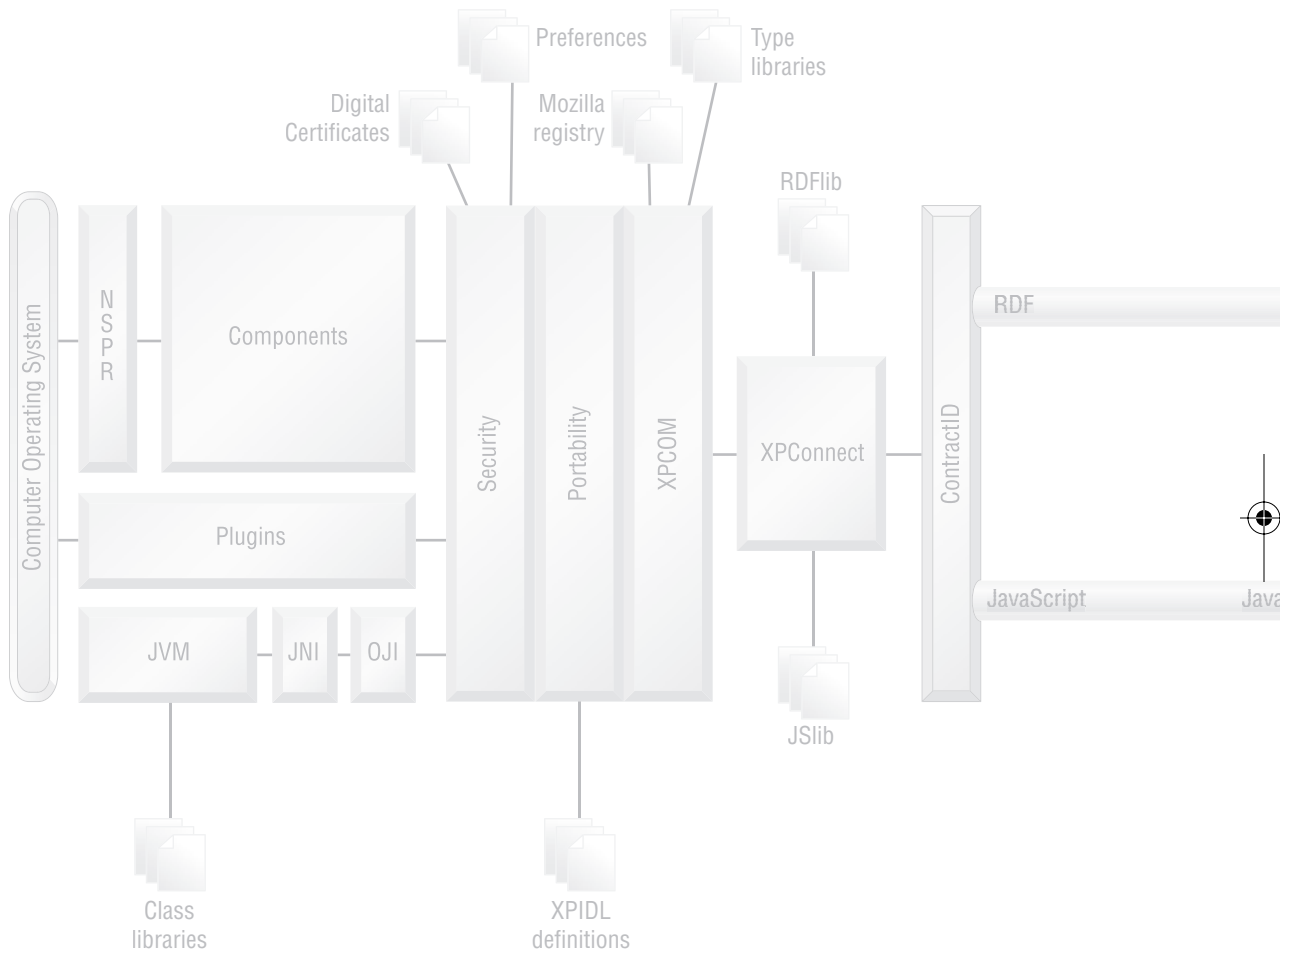 Preferences
Type
libraries
Digital
Certificates
Mozilla
registry
RDFlib
Computer Operating System
N
S
P
R
Components
Security
Portability
XPCOM
XPConnect
ContractID
RDF
Plugins
JVM
JNI
OJI
JavaScript
Java
JSlib
Class
libraries
XPIDL
definitions